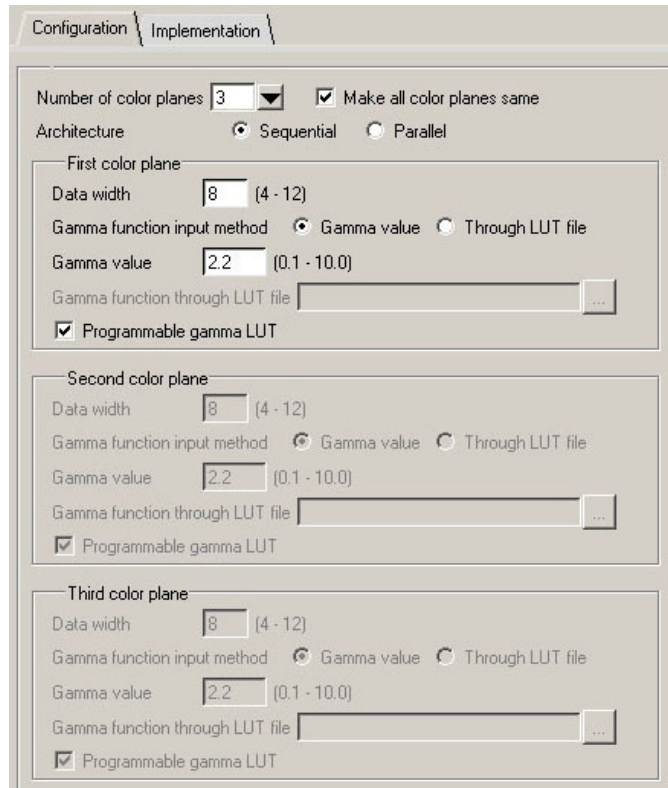 Configuration Implementation
Number of color planes 3 Make all color planes same
Architecture Sequential Parallel
First color plane
Data width 8 (4 - 12)
Gamma function input method Gamma value Through LUT file
Gamma value 2.2 (0.1 - 10.0)
Gamma function through LUT file ...
Programmable gamma LUT
Second color plane
Data width 8 (4 - 12)
Gamma function input method Gamma value Through LUT file
Gamma value 2.2 (0.1 - 10.0)
Gamma function through LUT file ...
Programmable gamma LUT
Third color plane
Data width 8 (4 - 12)
Gamma function input method Gamma value Through LUT file
Gamma value 2.2 (0.1 - 10.0)
Gamma function through LUT file ...
Programmable gamma LUT